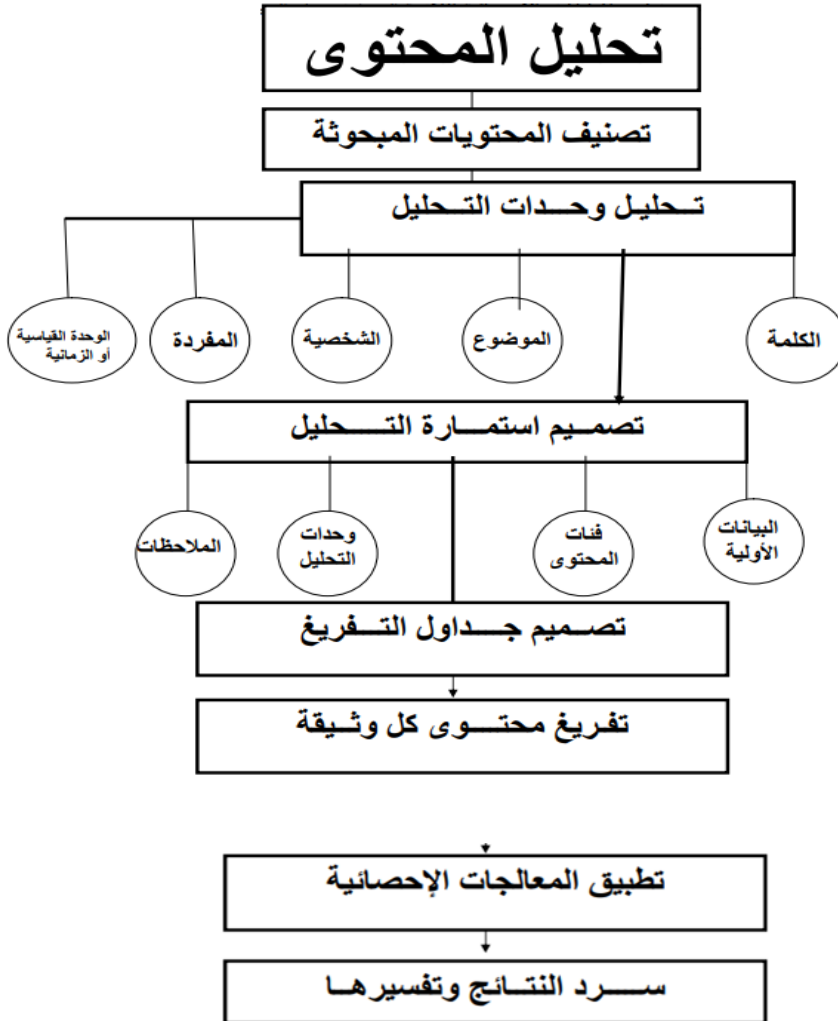 تحليل المحتوى
تصنيف المحتويات المبحوثة
تحليل وحدات التحليل
الكلمة
الموضوع
الشخصية
المفردة
الوحدة القياسية
أو الزمانية
تصميم استمارة التحليل
البيانات
الأولية
فئات
المحتوى
وحدات
التحليل
الملاحظات
تصميم جداول التفريغ
تفريغ محتوى كل وثيقة
تطبيق المعالجات الإحصائية
سرد النتائج وتفسيرها